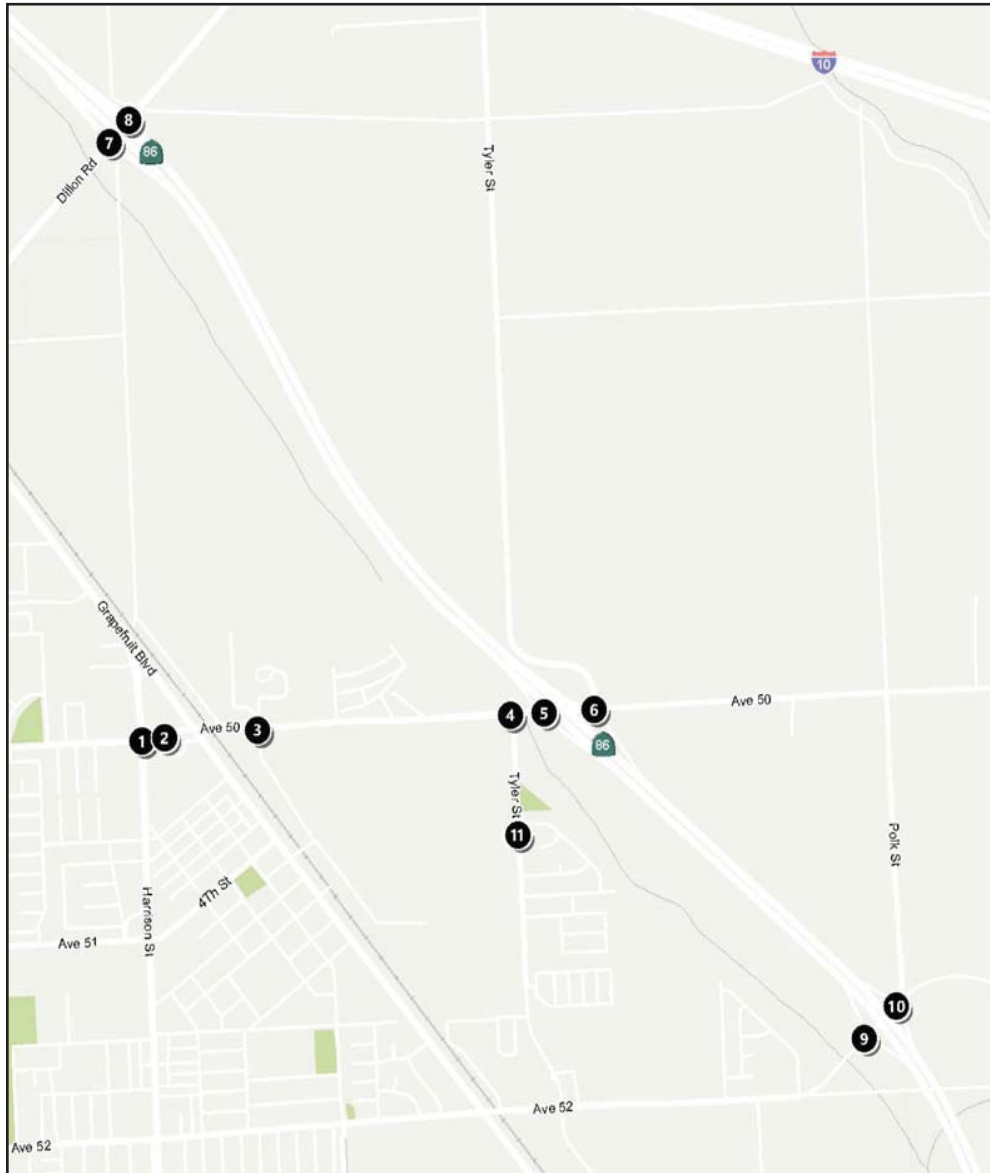 10
8
7
86
Dillon Rd
Tyler St
Grapefruit Blvd
1
2
Ave 50
3
4
5
6
Ave 50
86
Tyler St
11
Polk St
4Th St
Harrison St
Ave 51
10
9
Ave 52
Ave 52